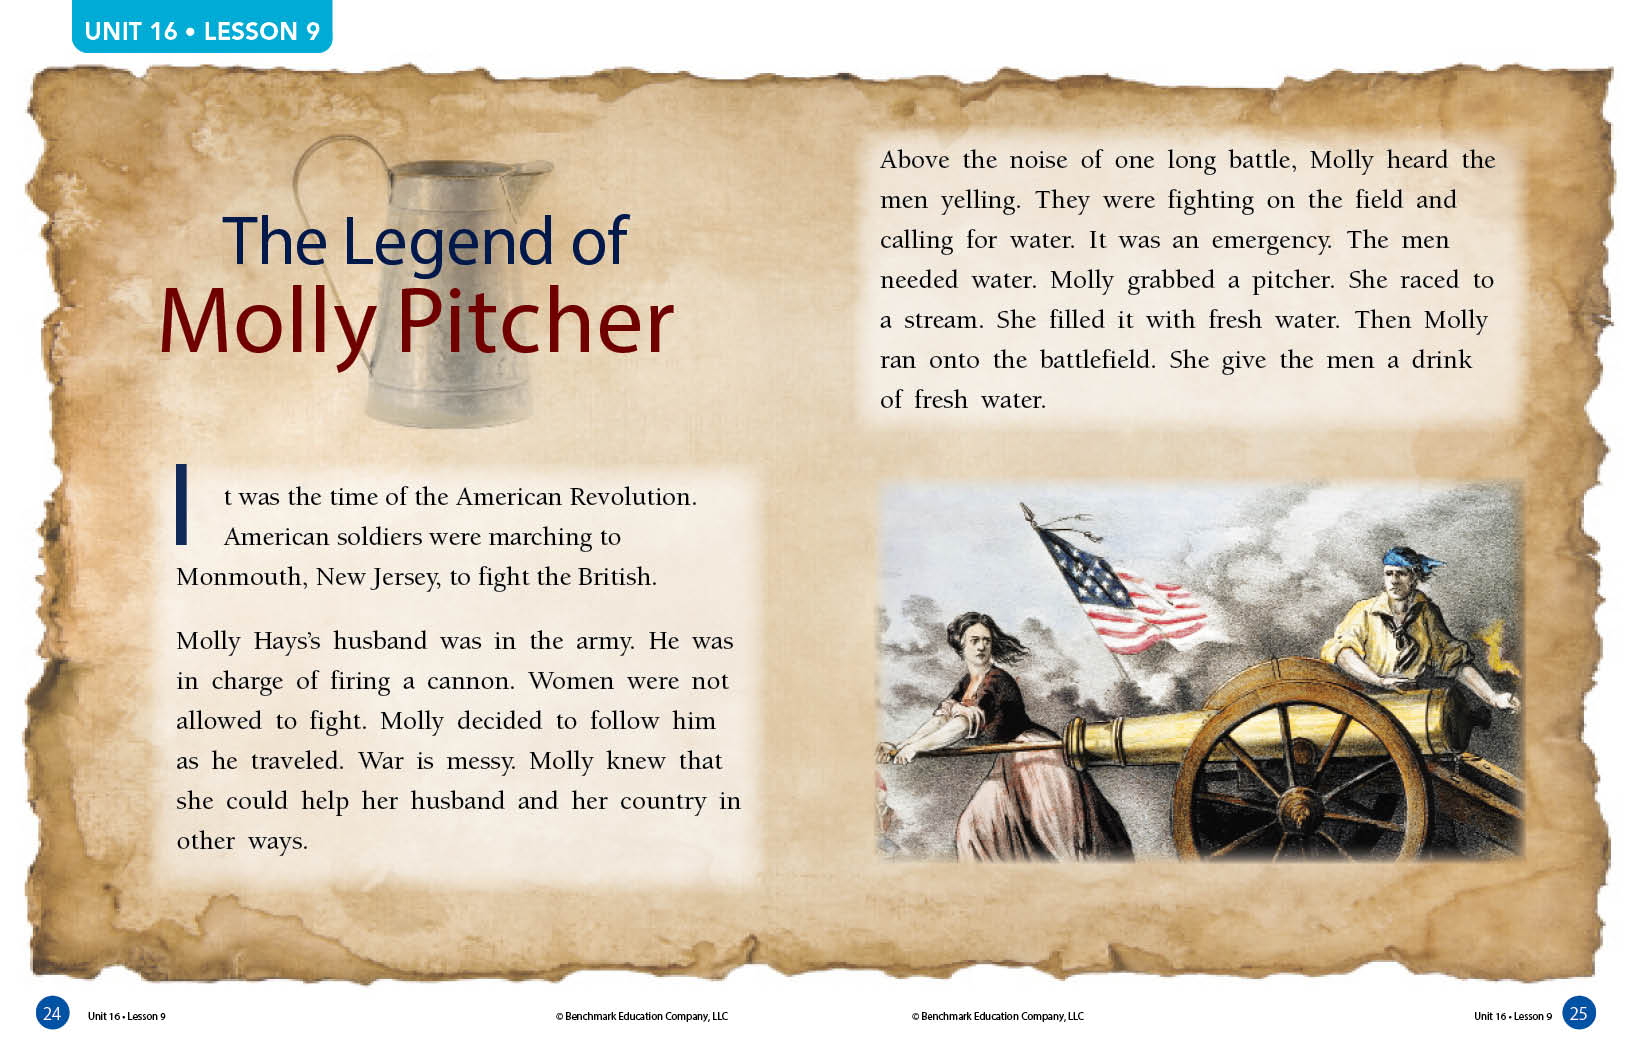 UNIT 16 • LESSON 9
The Legend of
Molly Pitcher
It was the time of the American Revolution.
American soldiers were marching to
Monmouth, New Jersey, to fight the British.
Molly Hays's husband was in the army. He was
in charge of firing a cannon. Women were not
allowed to fight. Molly decided to follow him
as he traveled. War is messy. Molly knew that
she could help her husband and her country in
other ways.
Above the noise of one long battle, Molly heard the
men yelling. They were fighting on the field and
calling for water. It was an emergency. The men
needed water. Molly grabbed a pitcher. She raced to
a stream. She filled it with fresh water. Then Molly
ran onto the battlefield. She give the men a drink
of fresh water.
24 Unit 16 • Lesson 9 © Benchmark Education Company, LLC
© Benchmark Education Company, LLC Unit 16 • Lesson 9 25